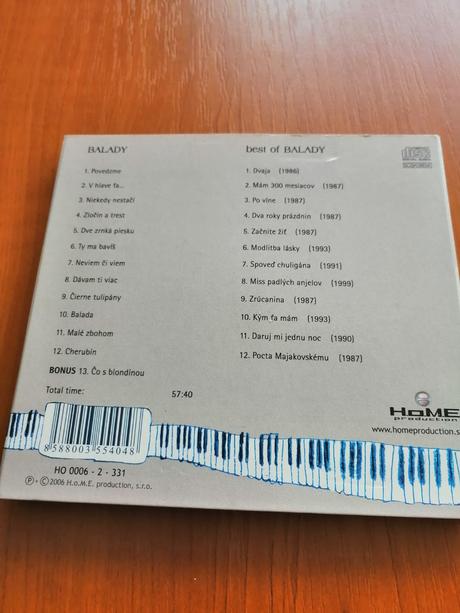 BALADY
1. Povedzme
2. V hlave ťa...
3. Niekedy nestačí
4. Zločin a trest
5. Dve zrnká piesku
6. Ty ma bavíš
7. Neviem či viem
8. Dávam ti viac
9. Čierne tulipány
10. Balada
11. Malé zbohom
12. Cherubín
BONUS 13. Čo s blondínou
Total time: 57:40
best of BALADY
1. Dvaja (1986)
2. Mám 300 mesiacov (1987)
3. Po vlne (1987)
4. Dva roky prázdnin (1987)
5. Začnite žiť (1987)
6. Modlitba lásky (1993)
7. Spoveď chuligána (1991)
8. Miss padlých anjelov (1999)
9. Zrúcanina (1987)
10. Kým ťa mám (1993)
11. Daruj mi jednu noc (1990)
12. Pocta Majakovskému (1987)
HoME
production
www.homeproduction.s
8588003 554048
HO 0006 - 2 - 331
Ⓟ + © 2006 H.o.M.E. production, s.r.o.